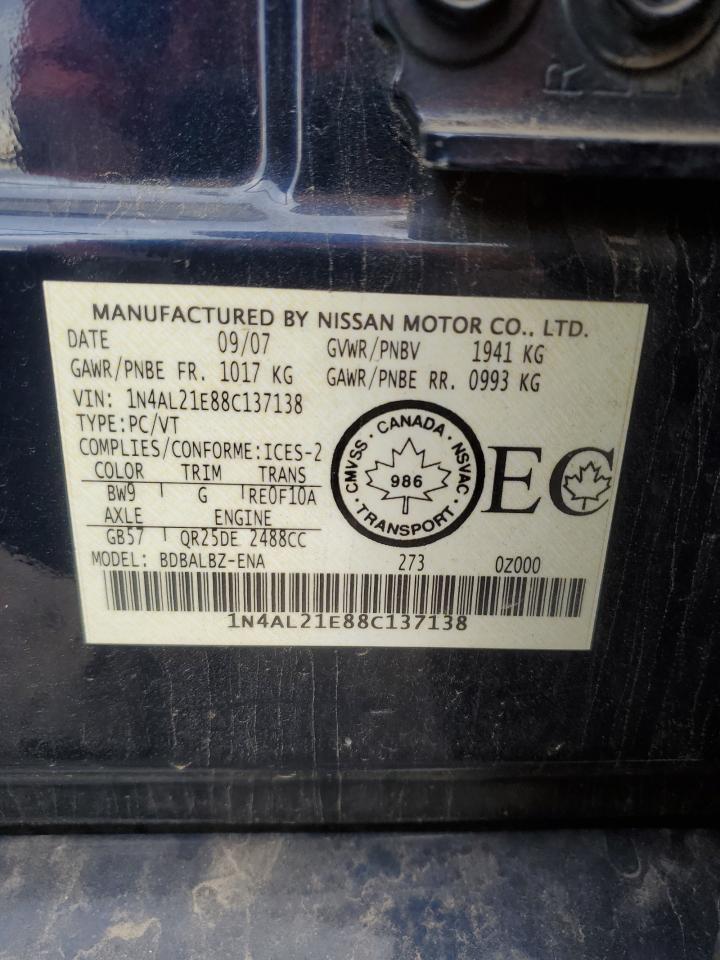 R
MANUFACTURED BY NISSAN MOTOR CO., LTD.
DATE 09/07 GVWR/PNBV 1941 KG
GAWR/PNBE FR. 1017 KG GAWR/PNBE RR. 0993 KG
VIN: 1N4AL21E88C137138
TYPE:PC/VT
COMPLIES/CONFORME:ICES-2
COLOR TRIM TRANS
BW9 G RE0F10A
AXLE ENGINE
GB57 QR25DE 2488CC
MODEL: BDBALBZ-ENA 273 0Z000
CMVSS · CANADA · NSVAC · TRANSPORT ·
986
EC
1N4AL21E88C137138